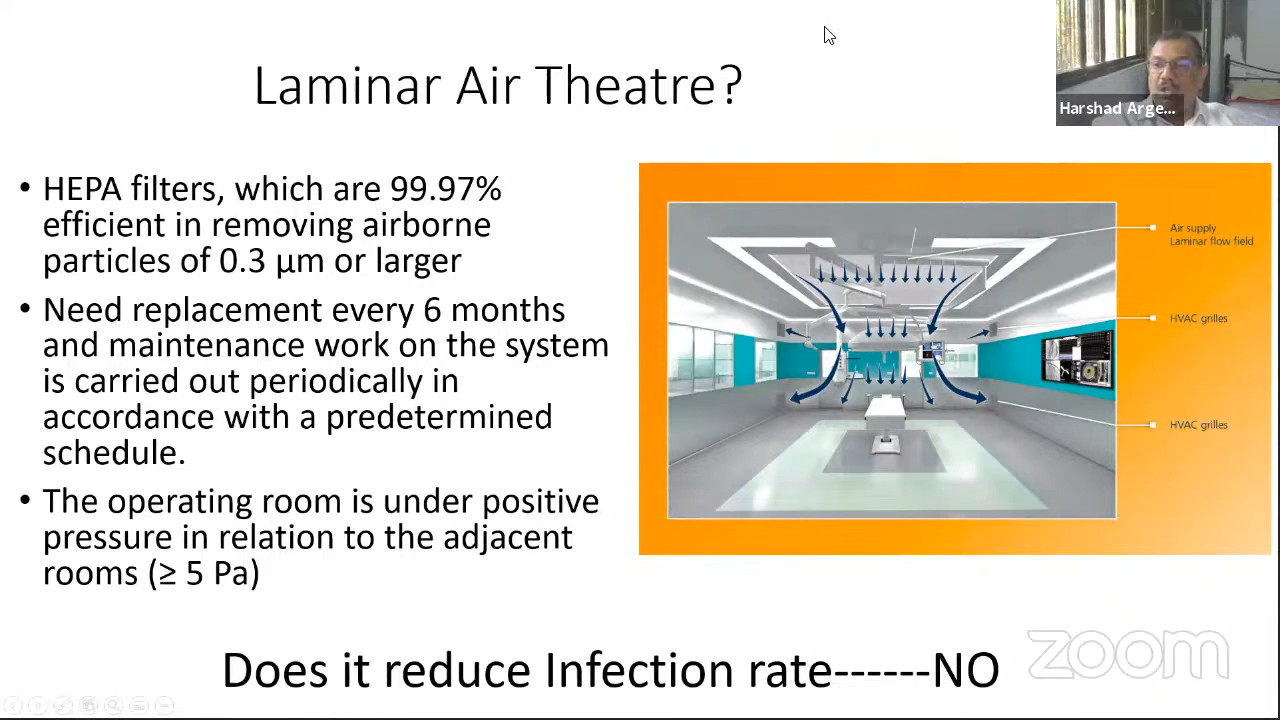 Laminar Air Theatre?
Harshad Arge...
• HEPA filters, which are 99.97%
efficient in removing airborne
particles of 0.3 µm or larger
• Need replacement every 6 months
and maintenance work on the system
is carried out periodically in
accordance with a predetermined
schedule.
• The operating room is under positive
pressure in relation to the adjacent
rooms (≥ 5 Pa)
Air supply
Laminar flow field
HVAC grilles
HVAC grilles
Does it reduce Infection rate------NO
zoom